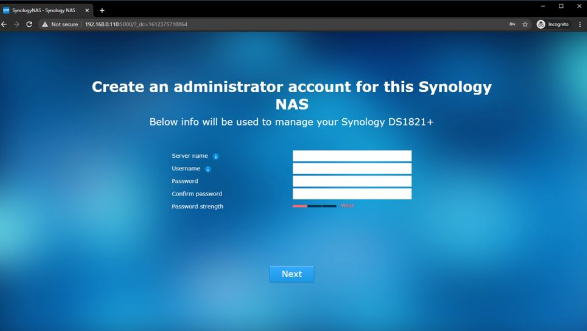 SynologyNAS - Synology NAS
Not secure | 192.168.0.118:5000/?_dc=1612375718864
Incognito
Create an administrator account for this Synology
NAS
Below info will be used to manage your Synology DS1821+
Server name
Username
Password
Confirm password
Password strength
Weak
Next